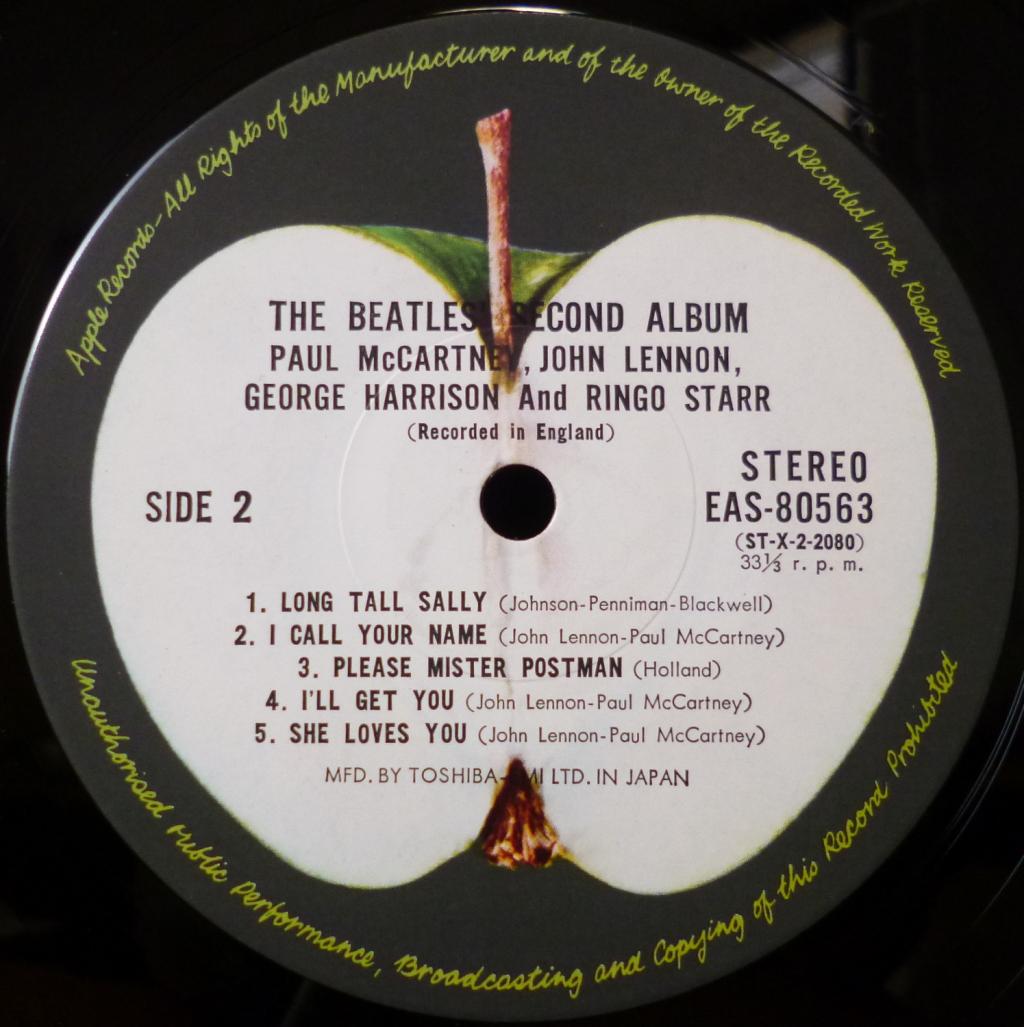 Apple Records-All Rights of the Manufacturer and of the Owner of the Recorded Work Reserved
THE BEATLES' SECOND ALBUM
PAUL McCARTNEY, JOHN LENNON,
GEORGE HARRISON And RINGO STARR
(Recorded in England)
SIDE 2
STEREO
EAS-80563
(ST-X-2-2080)
33⅓ r. p. m.
1. LONG TALL SALLY (Johnson-Penniman-Blackwell)
2. I CALL YOUR NAME (John Lennon-Paul McCartney)
3. PLEASE MISTER POSTMAN (Holland)
4. I'LL GET YOU (John Lennon-Paul McCartney)
5. SHE LOVES YOU (John Lennon-Paul McCartney)
MFD. BY TOSHIBA-EMI LTD. IN JAPAN
Unauthorised Public Performance, Broadcasting and Copying of this Record Prohibited